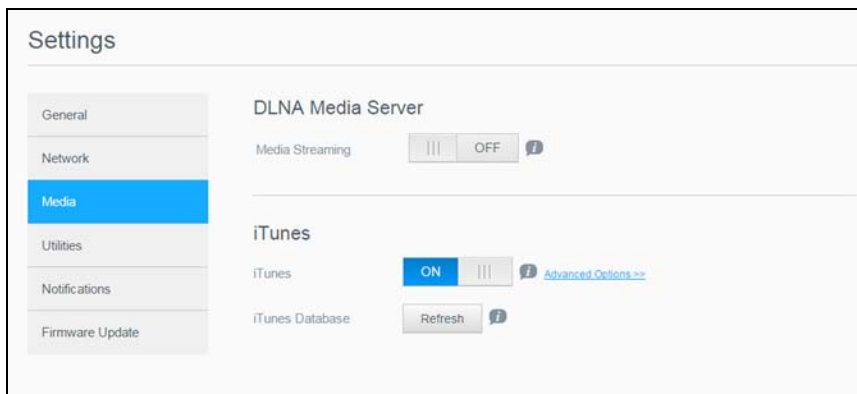 Settings
General
Network
Media
Utilities
Notifications
Firmware Update
DLNA Media Server
Media Streaming OFF
iTunes
iTunes ON Advanced Options >>
iTunes Database Refresh